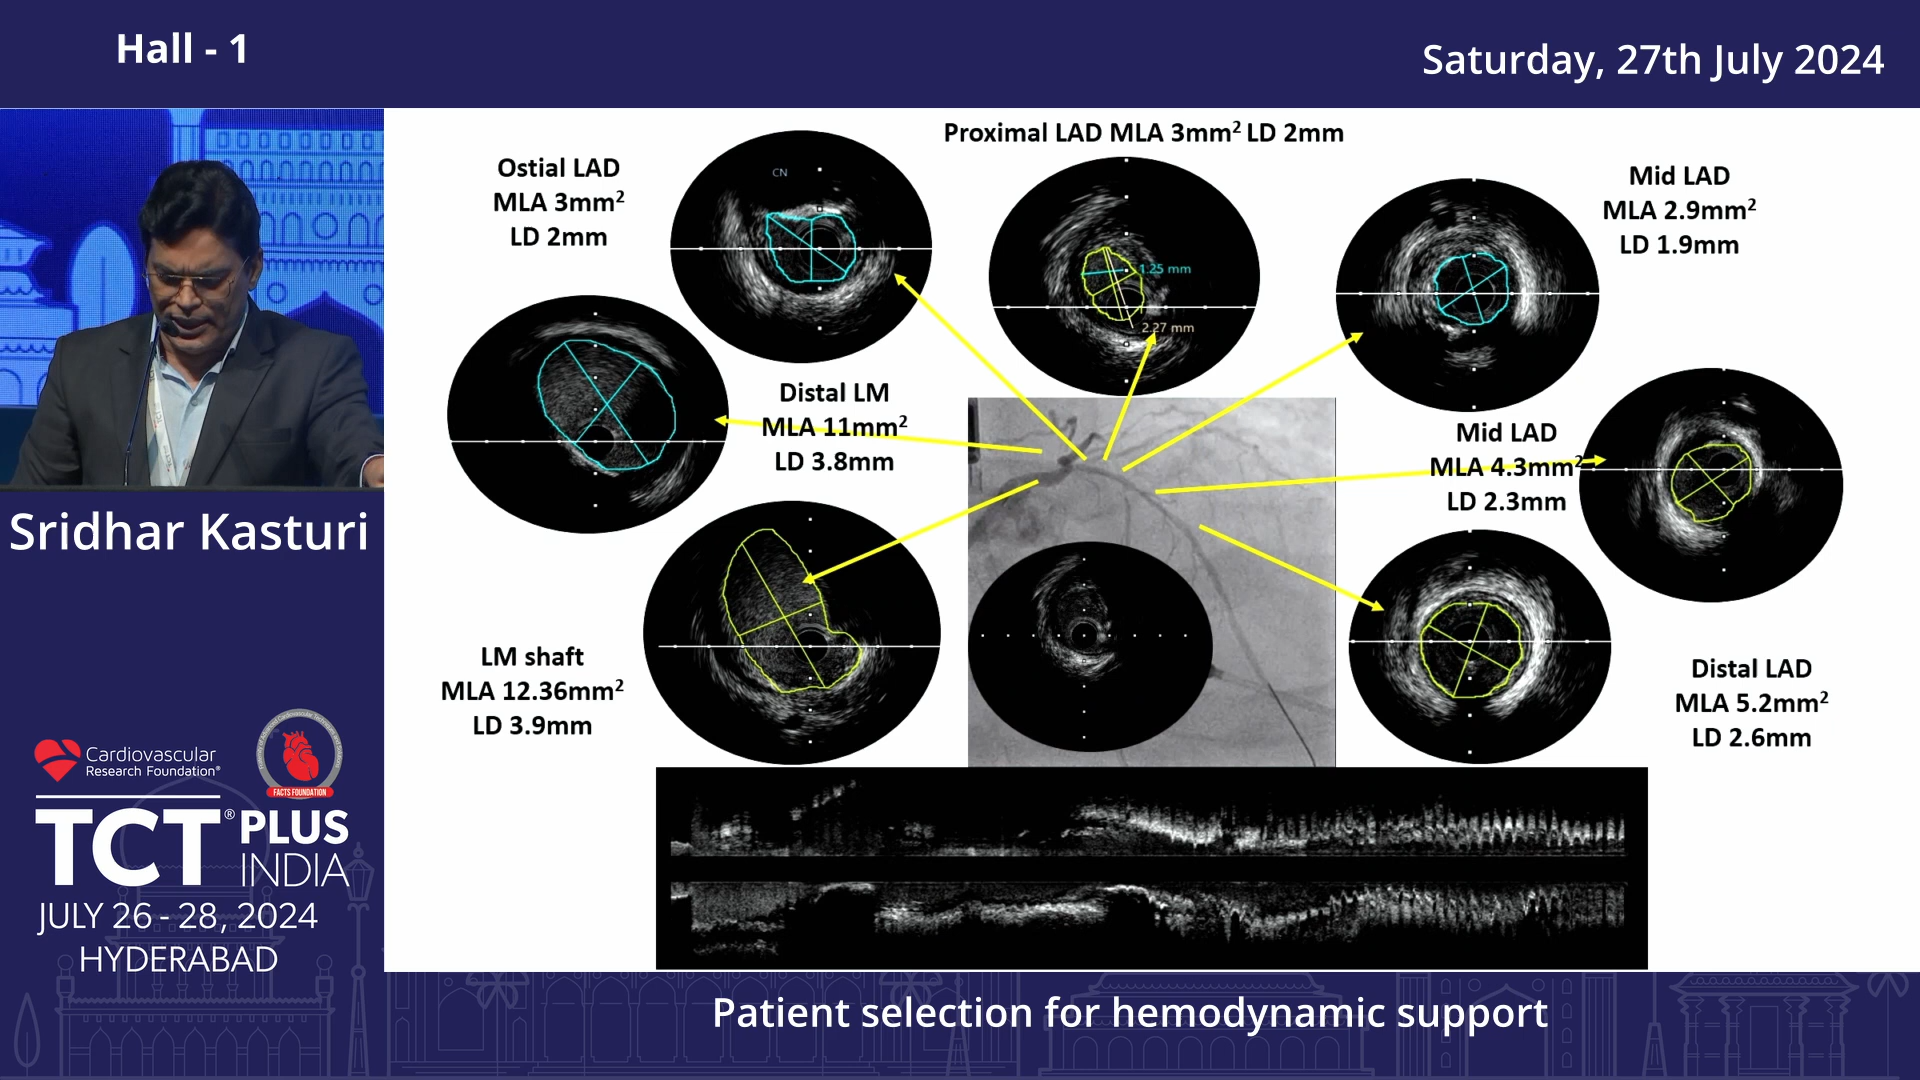 Hall - 1
Saturday, 27th July 2024
Proximal LAD MLA 3mm² LD 2mm
Ostial LAD
MLA 3mm²
LD 2mm
CN
1.25 mm
2.27 mm
Mid LAD
MLA 2.9mm²
LD 1.9mm
Distal LM
MLA 11mm²
LD 3.8mm
Mid LAD
MLA 4.3mm²
LD 2.3mm
LM shaft
MLA 12.36mm²
LD 3.9mm
Distal LAD
MLA 5.2mm²
LD 2.6mm
Sridhar Kasturi
Cardiovascular
Research Foundation®
FACTS FOUNDATION
TCT® PLUS
INDIA
JULY 26 - 28, 2024
HYDERABAD
Patient selection for hemodynamic support